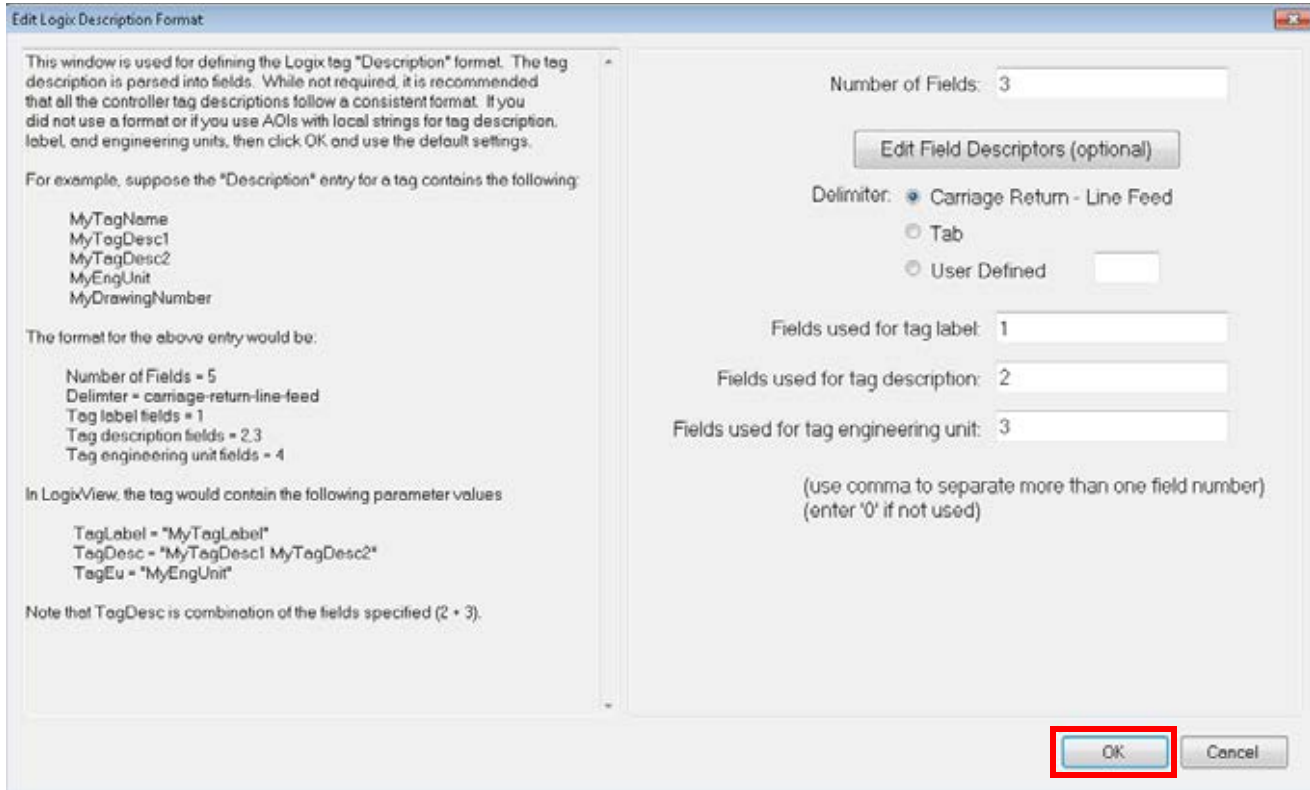 Edit Logix Description Format
This window is used for defining the Logix tag "Description" format. The tag
description is parsed into fields. While not required, it is recommended
that all the controller tag descriptions follow a consistent format. If you
did not use a format or if you use AOIs with local strings for tag description,
label, and engineering units, then click OK and use the default settings.
For example, suppose the "Description" entry for a tag contains the following:
MyTagName
MyTagDesc1
MyTagDesc2
MyEngUnit
MyDrawingNumber
The format for the above entry would be:
Number of Fields = 5
Delimter = carriage-return-line-feed
Tag label fields = 1
Tag description fields = 2,3
Tag engineering unit fields = 4
In LogixView, the tag would contain the following parameter values
TagLabel = "MyTagLabel"
TagDesc = "MyTagDesc1 MyTagDesc2"
TagEu = "MyEngUnit"
Note that TagDesc is combination of the fields specified (2 + 3).
Number of Fields: 3
Edit Field Descriptors (optional)
Delimiter: Carriage Return - Line Feed
Tab
User Defined
Fields used for tag label: 1
Fields used for tag description: 2
Fields used for tag engineering unit: 3
(use comma to separate more than one field number)
(enter '0' if not used)
OK Cancel